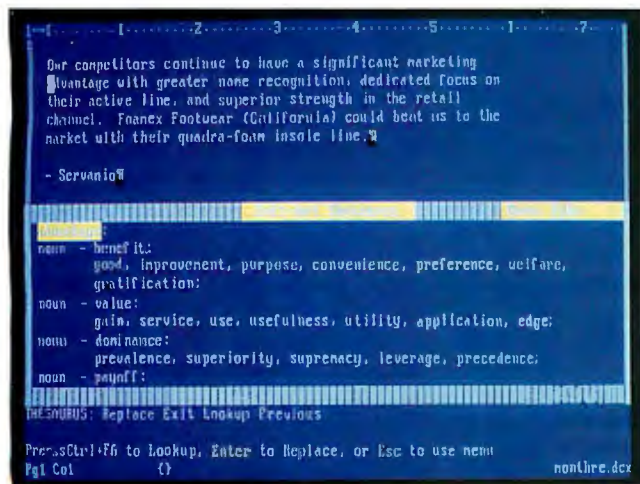 Our competitors continue to have a significant marketing
advantage with greater name recognition, dedicated focus on
their active line, and superior strength in the retail
channel. Foanex Footwear (California) could beat us to the
market with their quadra-foam insole line.¶
- Servanio¶
noun - benefit:
good, improvement, purpose, convenience, preference, welfare,
gratification;
noun - value:
gain, service, use, usefulness, utility, application, edge;
noun - dominance:
prevalence, superiority, supremacy, leverage, precedence;
noun - payoff:
THESAURUS: Replace Exit Lookup Previous
Press Ctrl+F6 to Lookup, Enter to Replace, or Esc to use menu
Pg1 Col {}